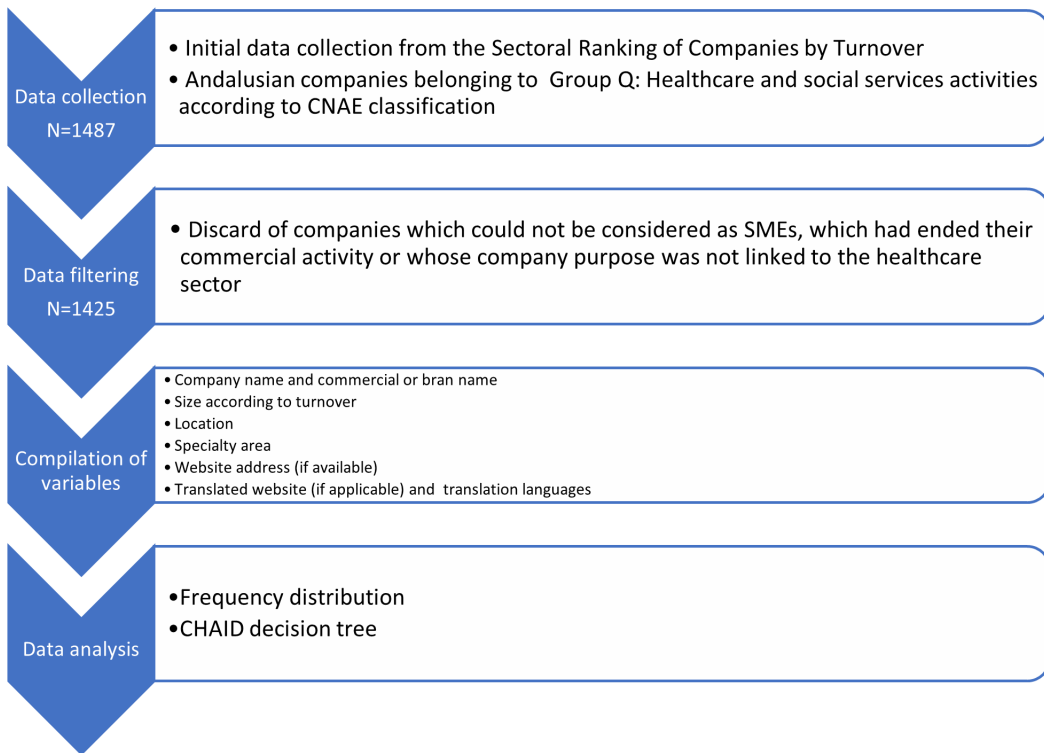 Data collection
N=1487
• Initial data collection from the Sectoral Ranking of Companies by Turnover
• Andalusian companies belonging to Group Q: Healthcare and social services activities
according to CNAE classification
Data filtering
N=1425
• Discard of companies which could not be considered as SMEs, which had ended their
commercial activity or whose company purpose was not linked to the healthcare
sector
Compilation of
variables
• Company name and commercial or bran name
• Size according to turnover
• Location
• Specialty area
• Website address (if available)
• Translated website (if applicable) and translation languages
Data analysis
•Frequency distribution
•CHAID decision tree